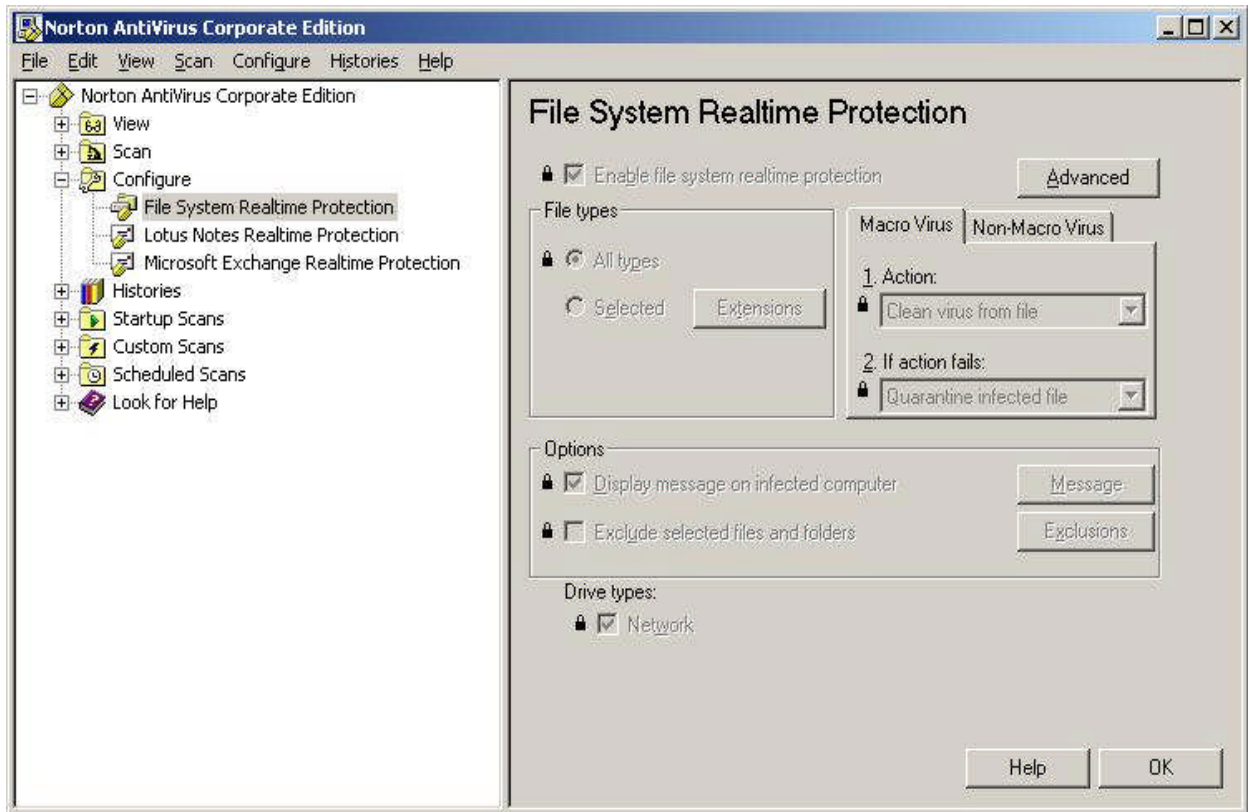 Norton AntiVirus Corporate Edition
File Edit View Scan Configure Histories Help
Norton AntiVirus Corporate Edition
View
Scan
Configure
File System Realtime Protection
Lotus Notes Realtime Protection
Microsoft Exchange Realtime Protection
Histories
Startup Scans
Custom Scans
Scheduled Scans
Look for Help
File System Realtime Protection
Enable file system realtime protection
Advanced
File types
All types
Selected
Extensions
Macro Virus
Non-Macro Virus
1. Action:
Clean virus from file
2. If action fails:
Quarantine infected file
Options
Display message on infected computer
Message
Exclude selected files and folders
Exclusions
Drive types:
Network
Help
OK